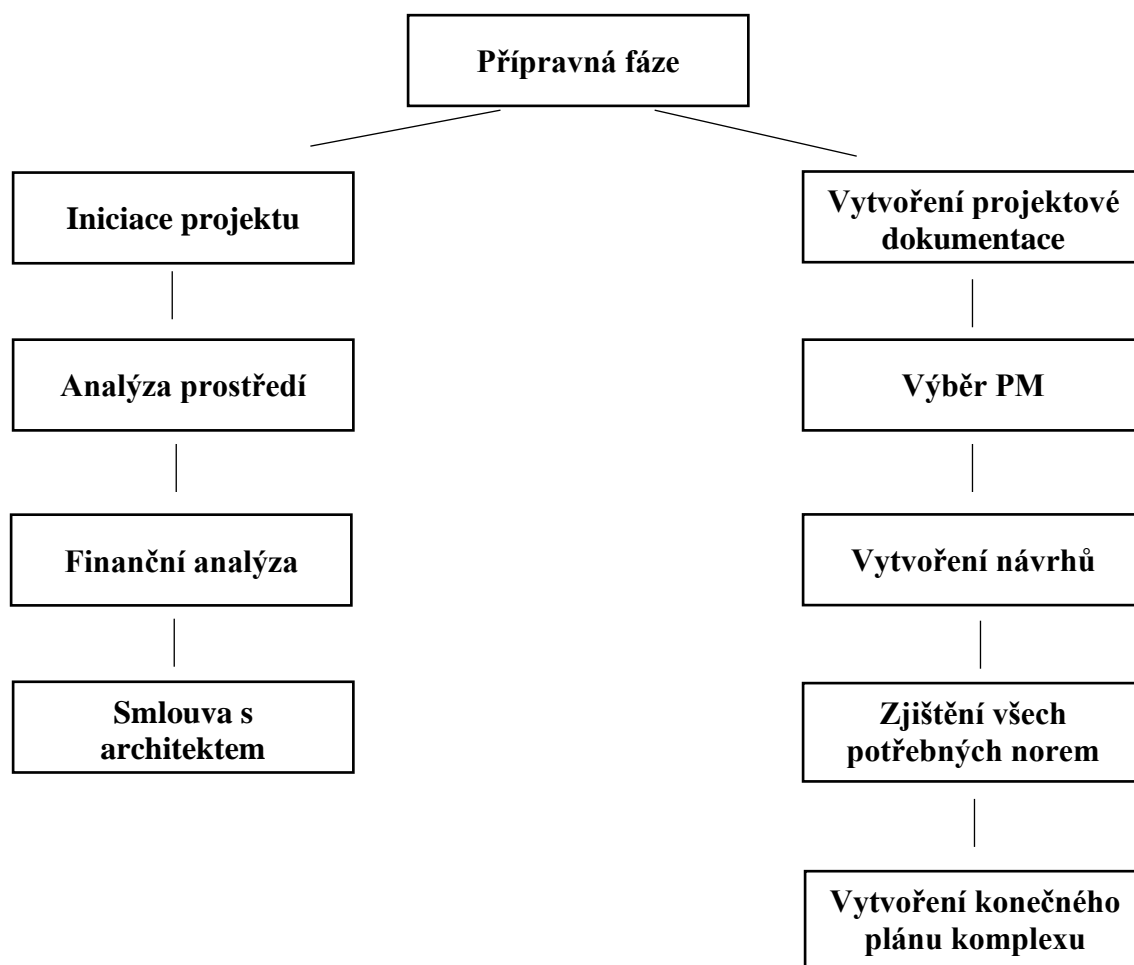 Přípravná fáze
Iniciace projektu
Vytvoření projektové
dokumentace
Analýza prostředí
Výběr PM
Finanční analýza
Vytvoření návrhů
Smlouva s
architektem
Zjištění všech
potřebných norem
Vytvoření konečného
plánu komplexu